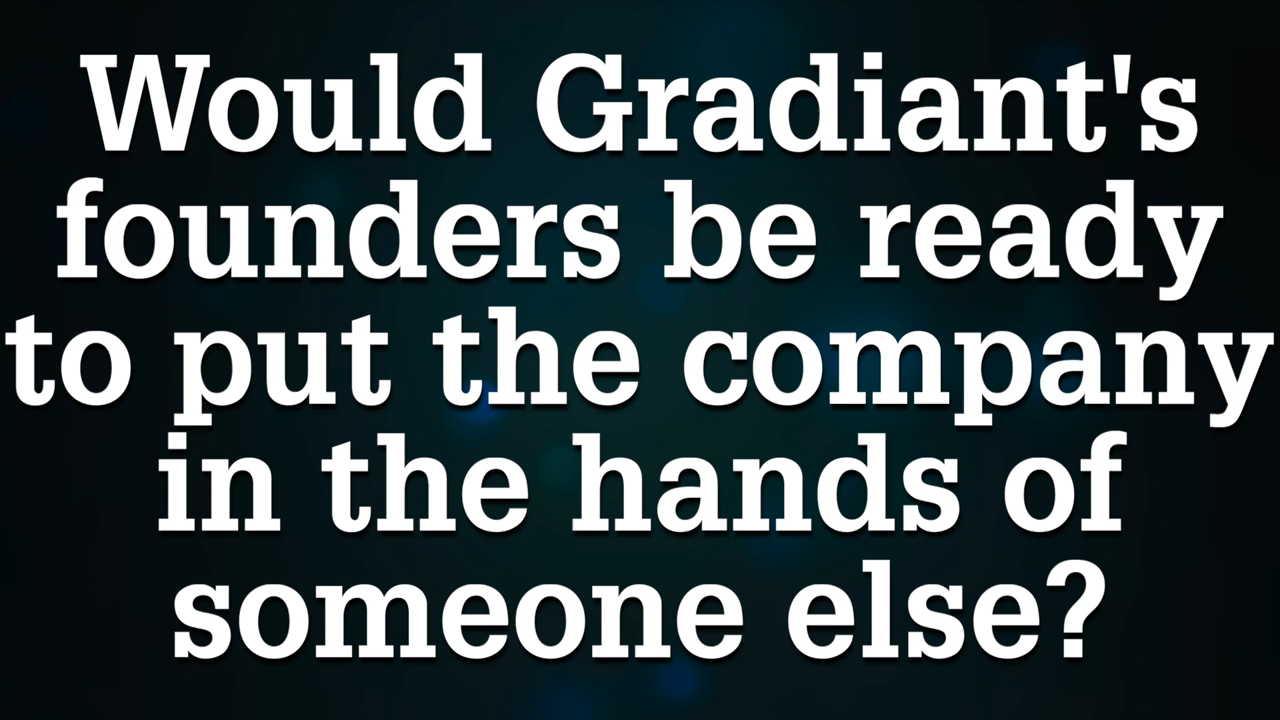 Would Gradiant's
founders be ready
to put the company
in the hands of
someone else?